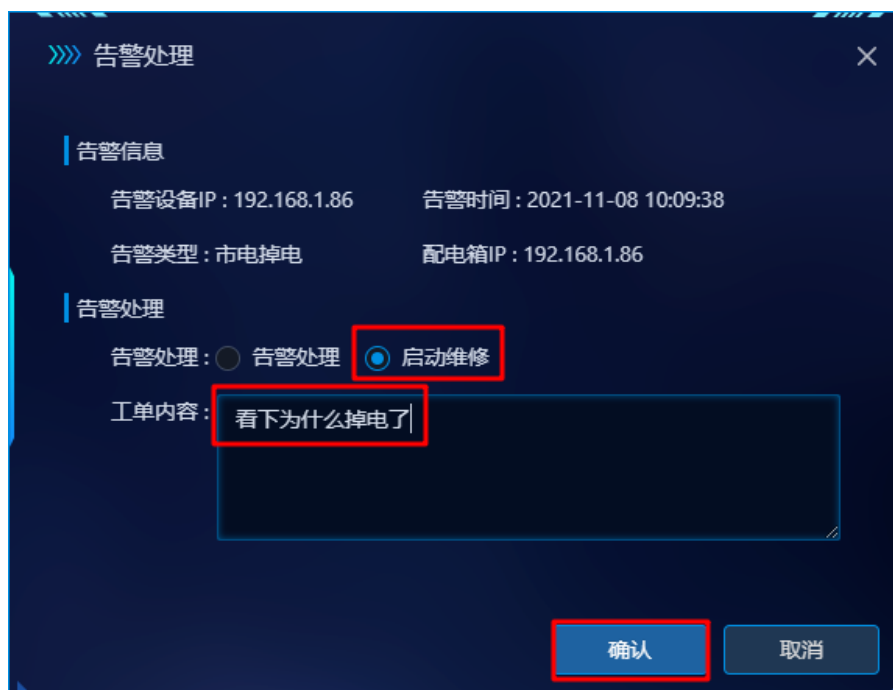 告警处理
告警信息
告警设备IP : 192.168.1.86 告警时间 : 2021-11-08 10:09:38
告警类型 : 市电掉电 配电箱IP : 192.168.1.86
告警处理
告警处理 : 告警处理 启动维修
工单内容 : 看下为什么掉电了
确认 取消